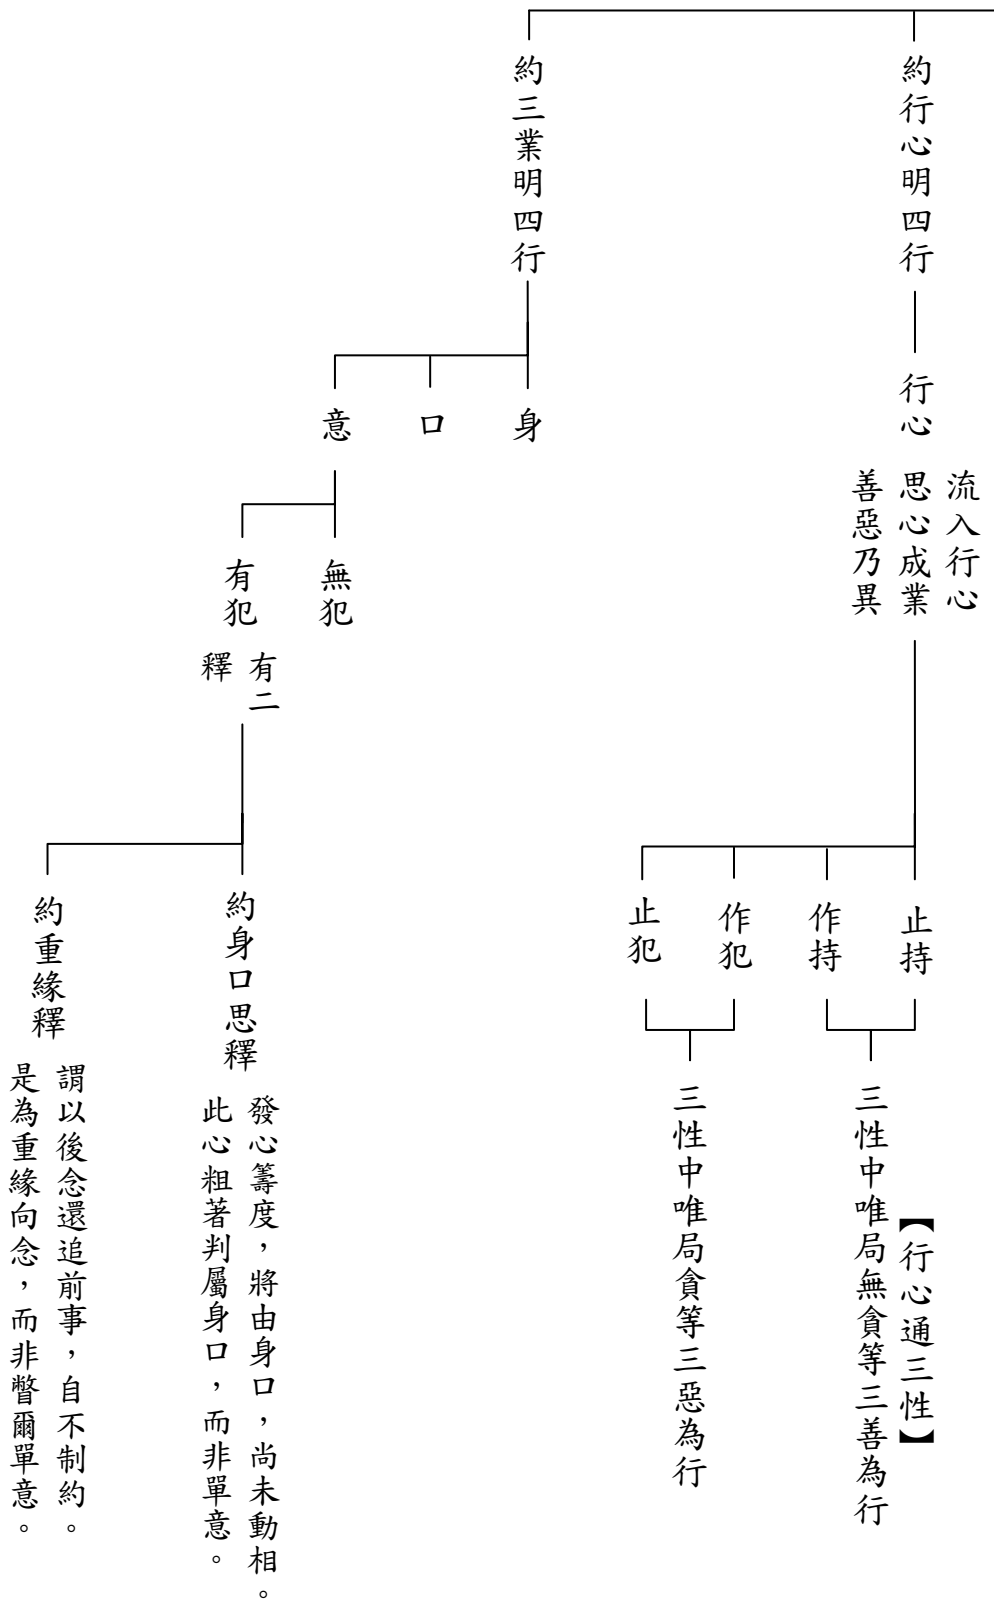 約行心明四行
行心
流入行心
思心成業
善惡乃異
止持
作持
作犯
止犯
【行心通三性】
三性中唯局無貪等三善為行
三性中唯局貪等三惡為行
約三業明四行
身
口
意
無犯
有犯
有二
釋
約身口思釋
發心籌度，將由身口，尚未動相。
此心粗著判屬身口，而非單意。
約重緣釋
謂以後念還追前事，自不制約。
是為重緣向念，而非瞥爾單意。